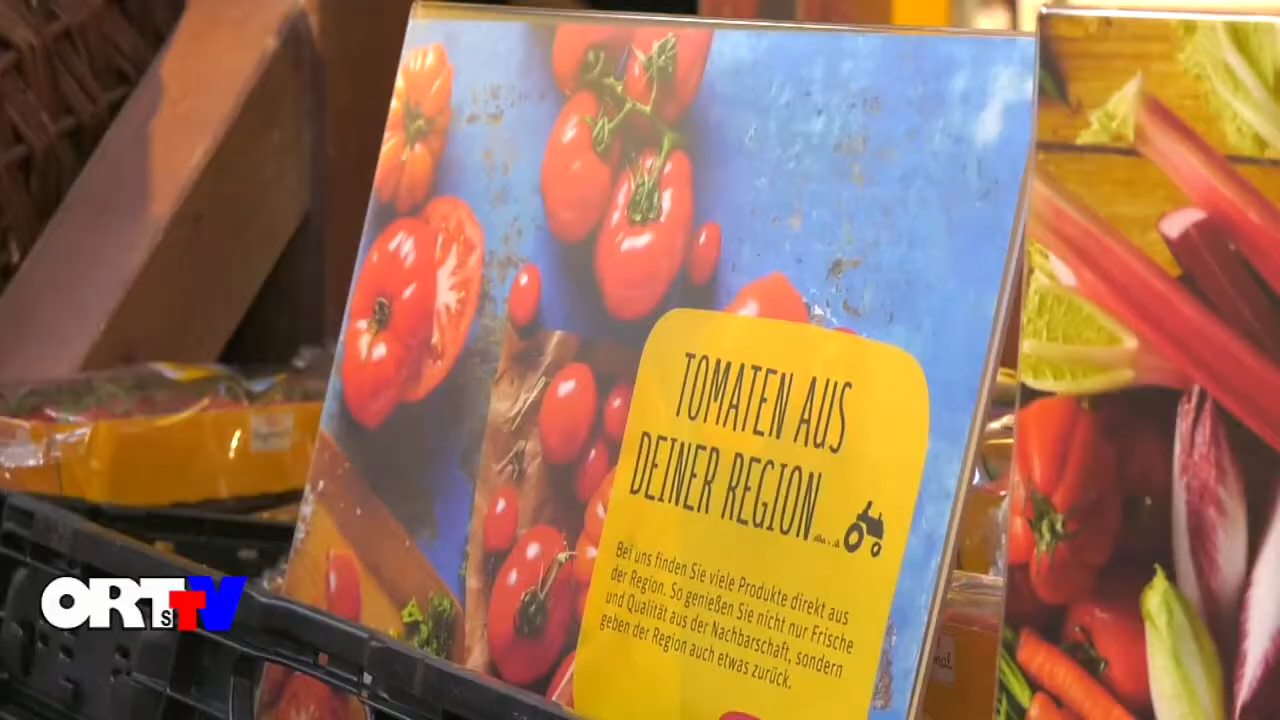 TOMATEN AUS
DEINER REGION
Bei uns finden Sie viele Produkte direkt aus
der Region. So genießen Sie nicht nur Frische
und Qualität aus der Nachbarschaft, sondern
geben der Region auch etwas zurück.
ORTSTV